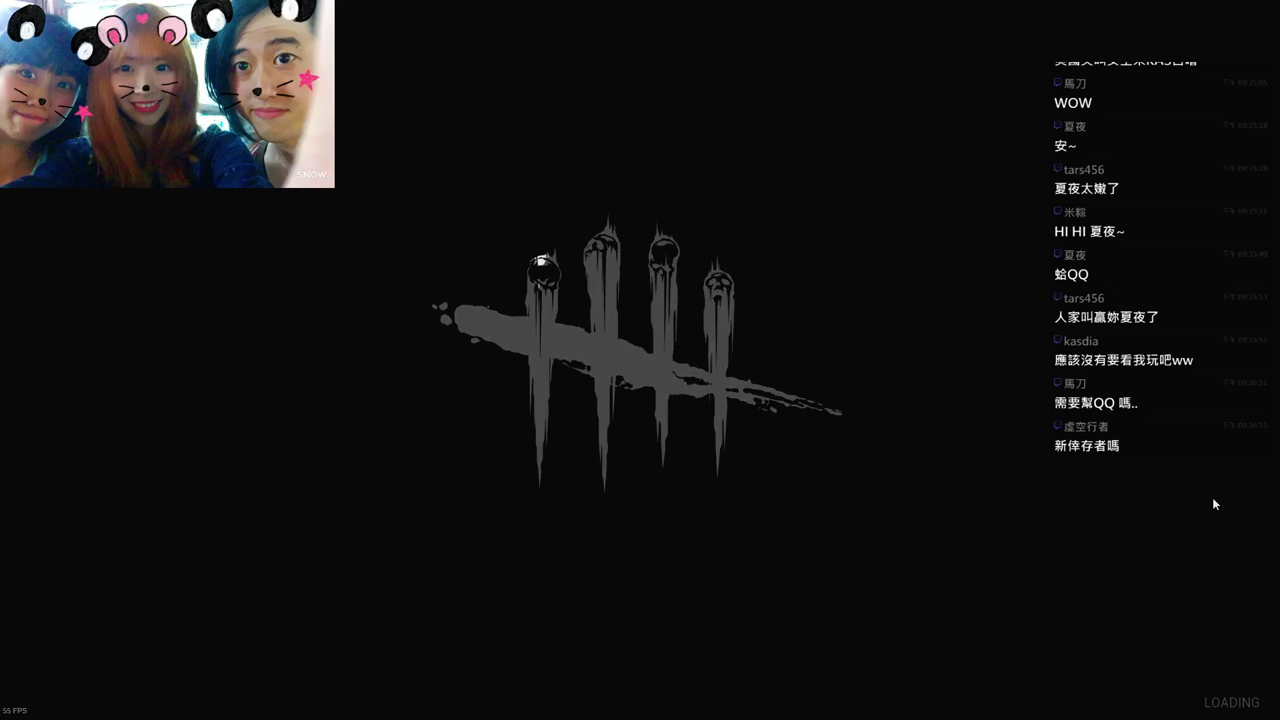 SNOW
馬刀
WOW
夏夜
安~
tars456
夏夜太嫩了
米粽
HI HI 夏夜~
夏夜
蛤QQ
tars456
人家叫贏妳夏夜了
kasdia
應該沒有要看我玩吧ww
馬刀
需要幫QQ 嗎..
虛空行者
新倖存者嗎
LOADING
55 FPS